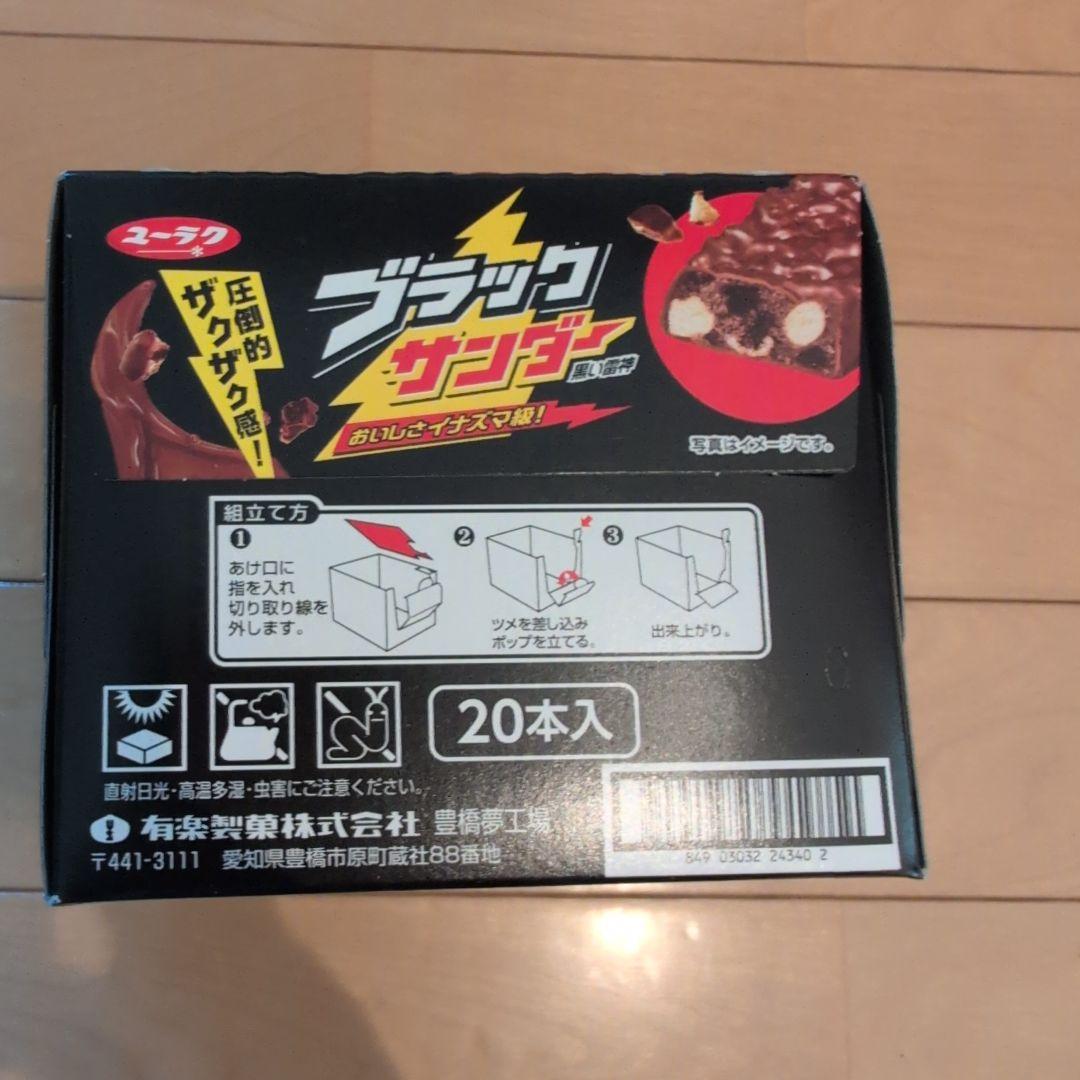 ユーラク
圧倒的
ザクザク感!
ブラック
サンダー
黒い雷神
おいしさイナズマ級!
写真はイメージです。
組立て方
1
あけ口に
指を入れ
切り取り線を
外します。
2
ツメを差し込み
ポップを立てる。
3
出来上がり。
20本入
直射日光・高温多湿・虫害にご注意ください。
有楽製菓株式会社 豊橋夢工場
〒441-3111 愛知県豊橋市原町蔵社88番地
849 03032 24340 2